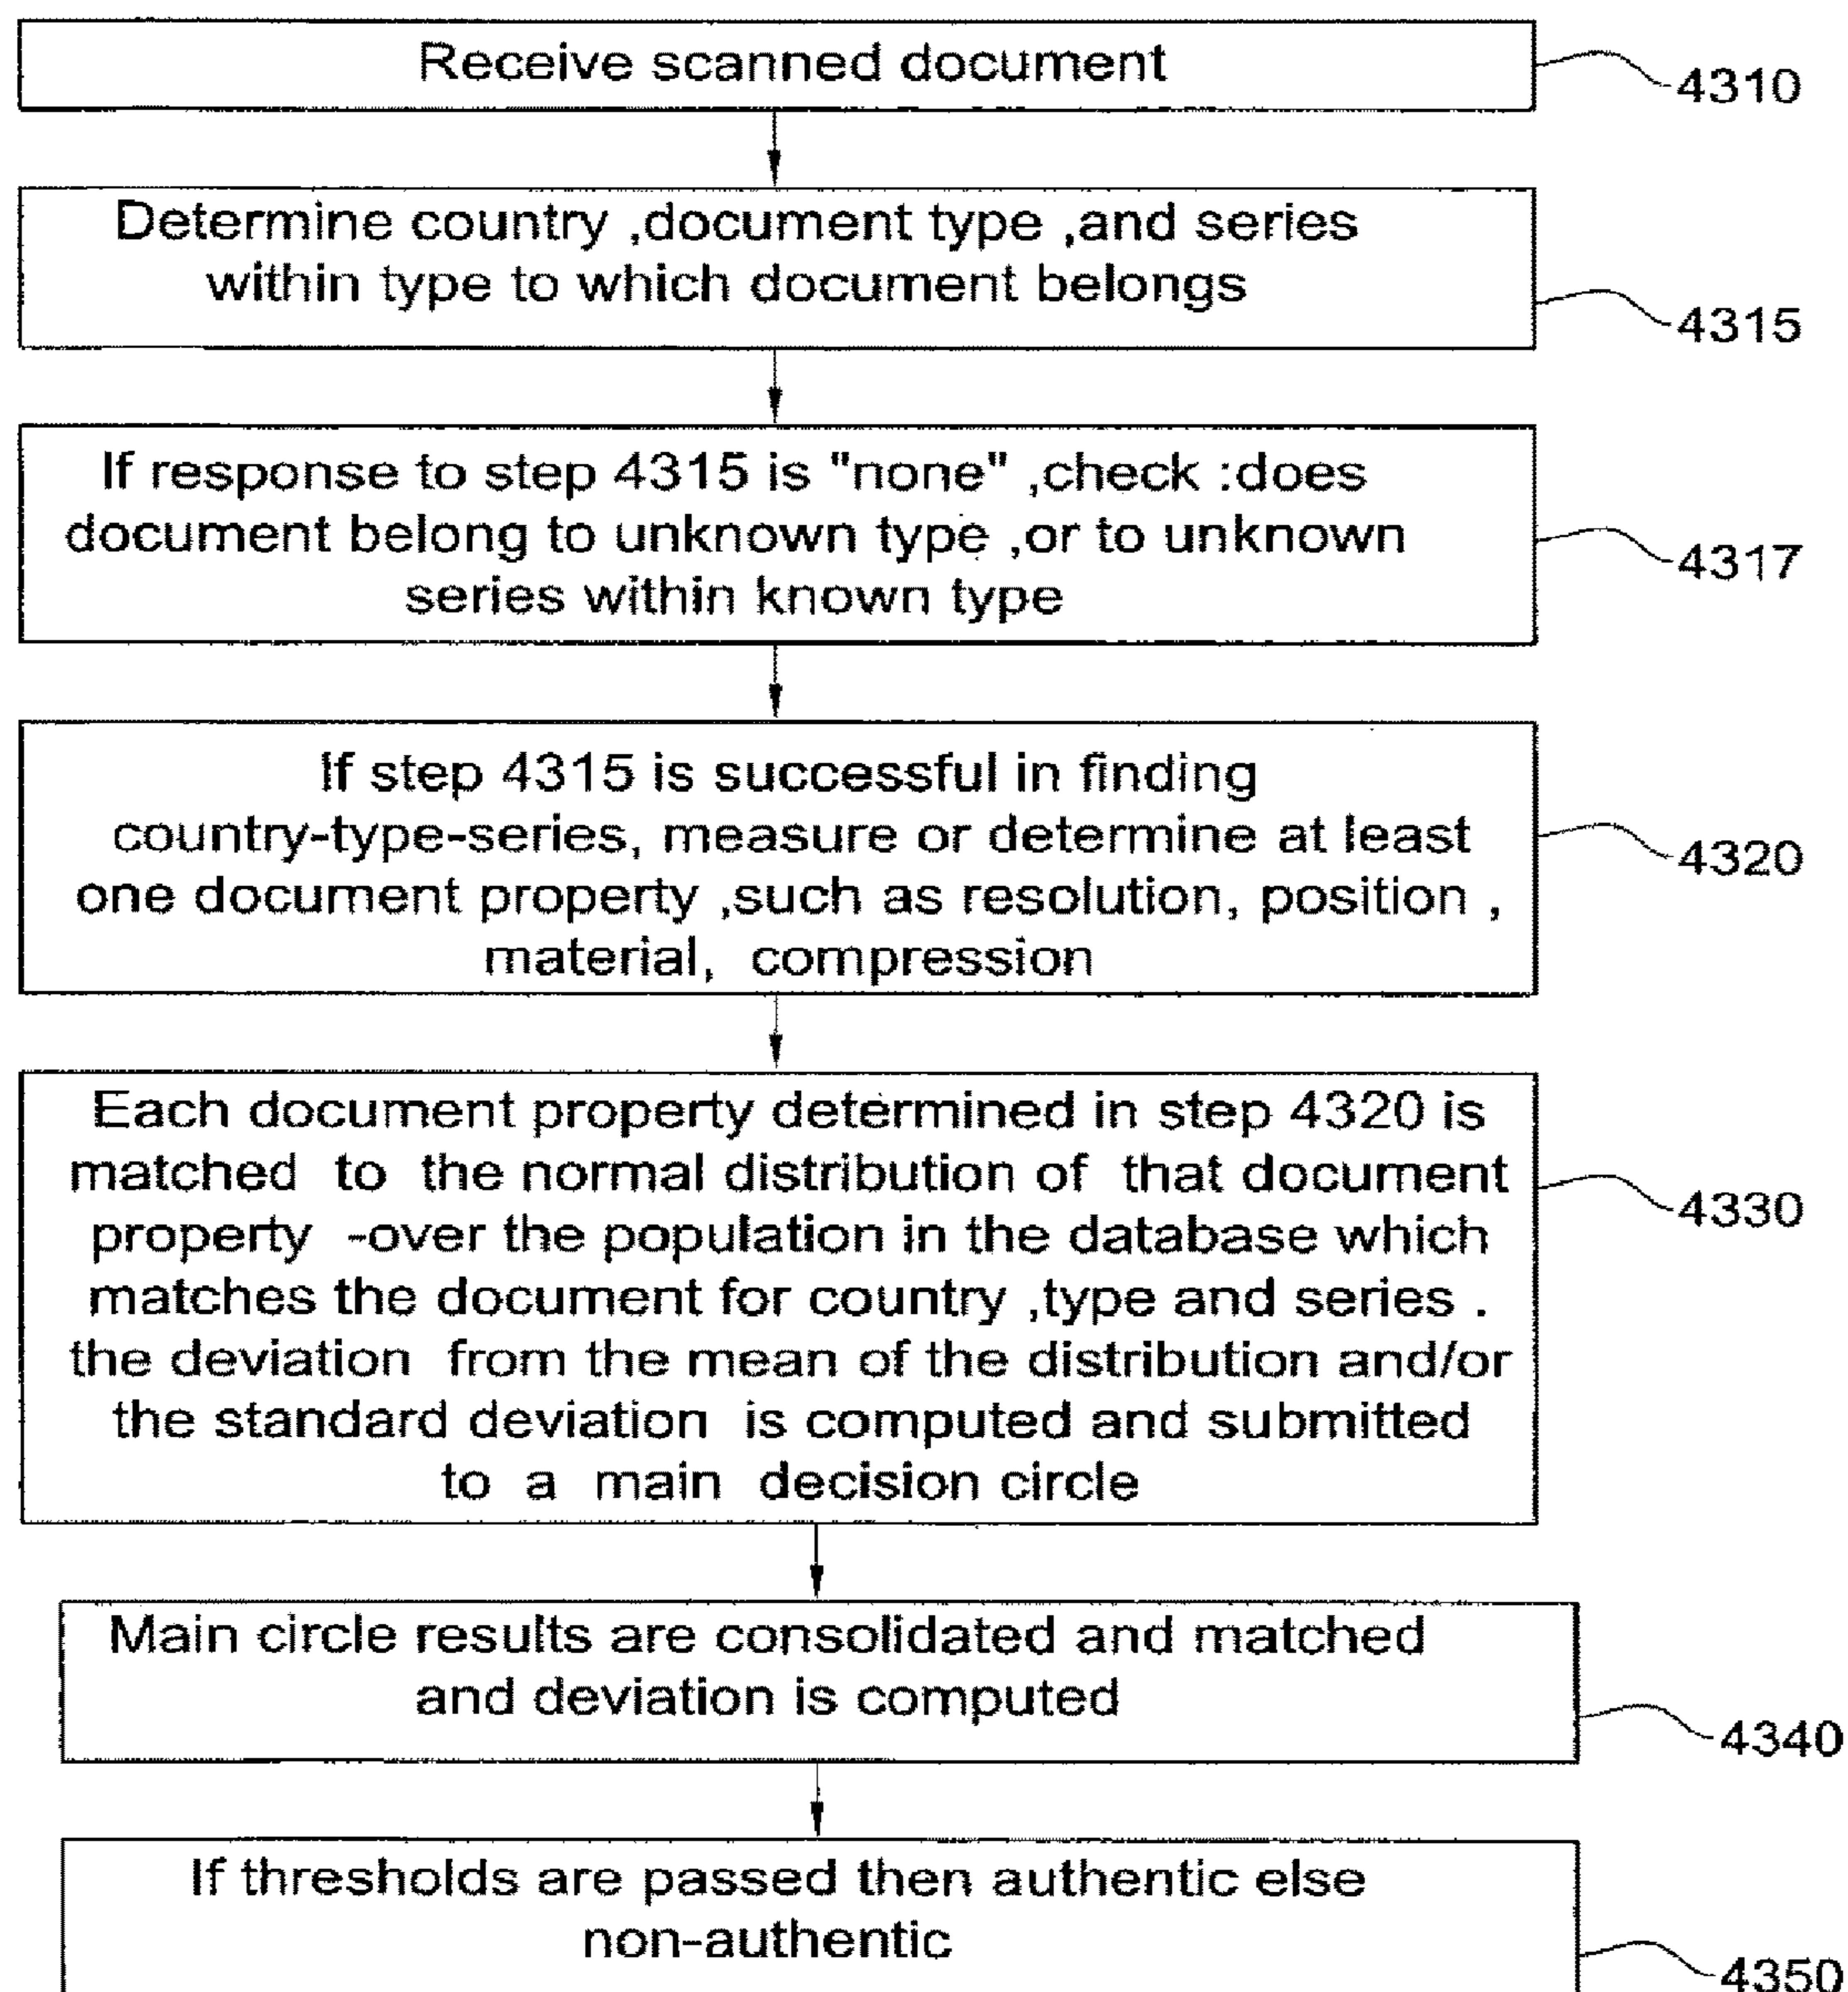 Receive scanned document
4310
Determine country ,document type ,and series
within type to which document belongs
4315
If response to step 4315 is "none" ,check :does
document belong to unknown type ,or to unknown
series within known type
4317
If step 4315 is successful in finding
country-type-series, measure or determine at least
one document property ,such as resolution, position ,
material, compression
4320
Each document property determined in step 4320 is
matched to the normal distribution of that document
property -over the population in the database which
matches the document for country ,type and series .
the deviation from the mean of the distribution and/or
the standard deviation is computed and submitted
to a main decision circle
4330
Main circle results are consolidated and matched
and deviation is computed
4340
If thresholds are passed then authentic else
non-authentic
4350